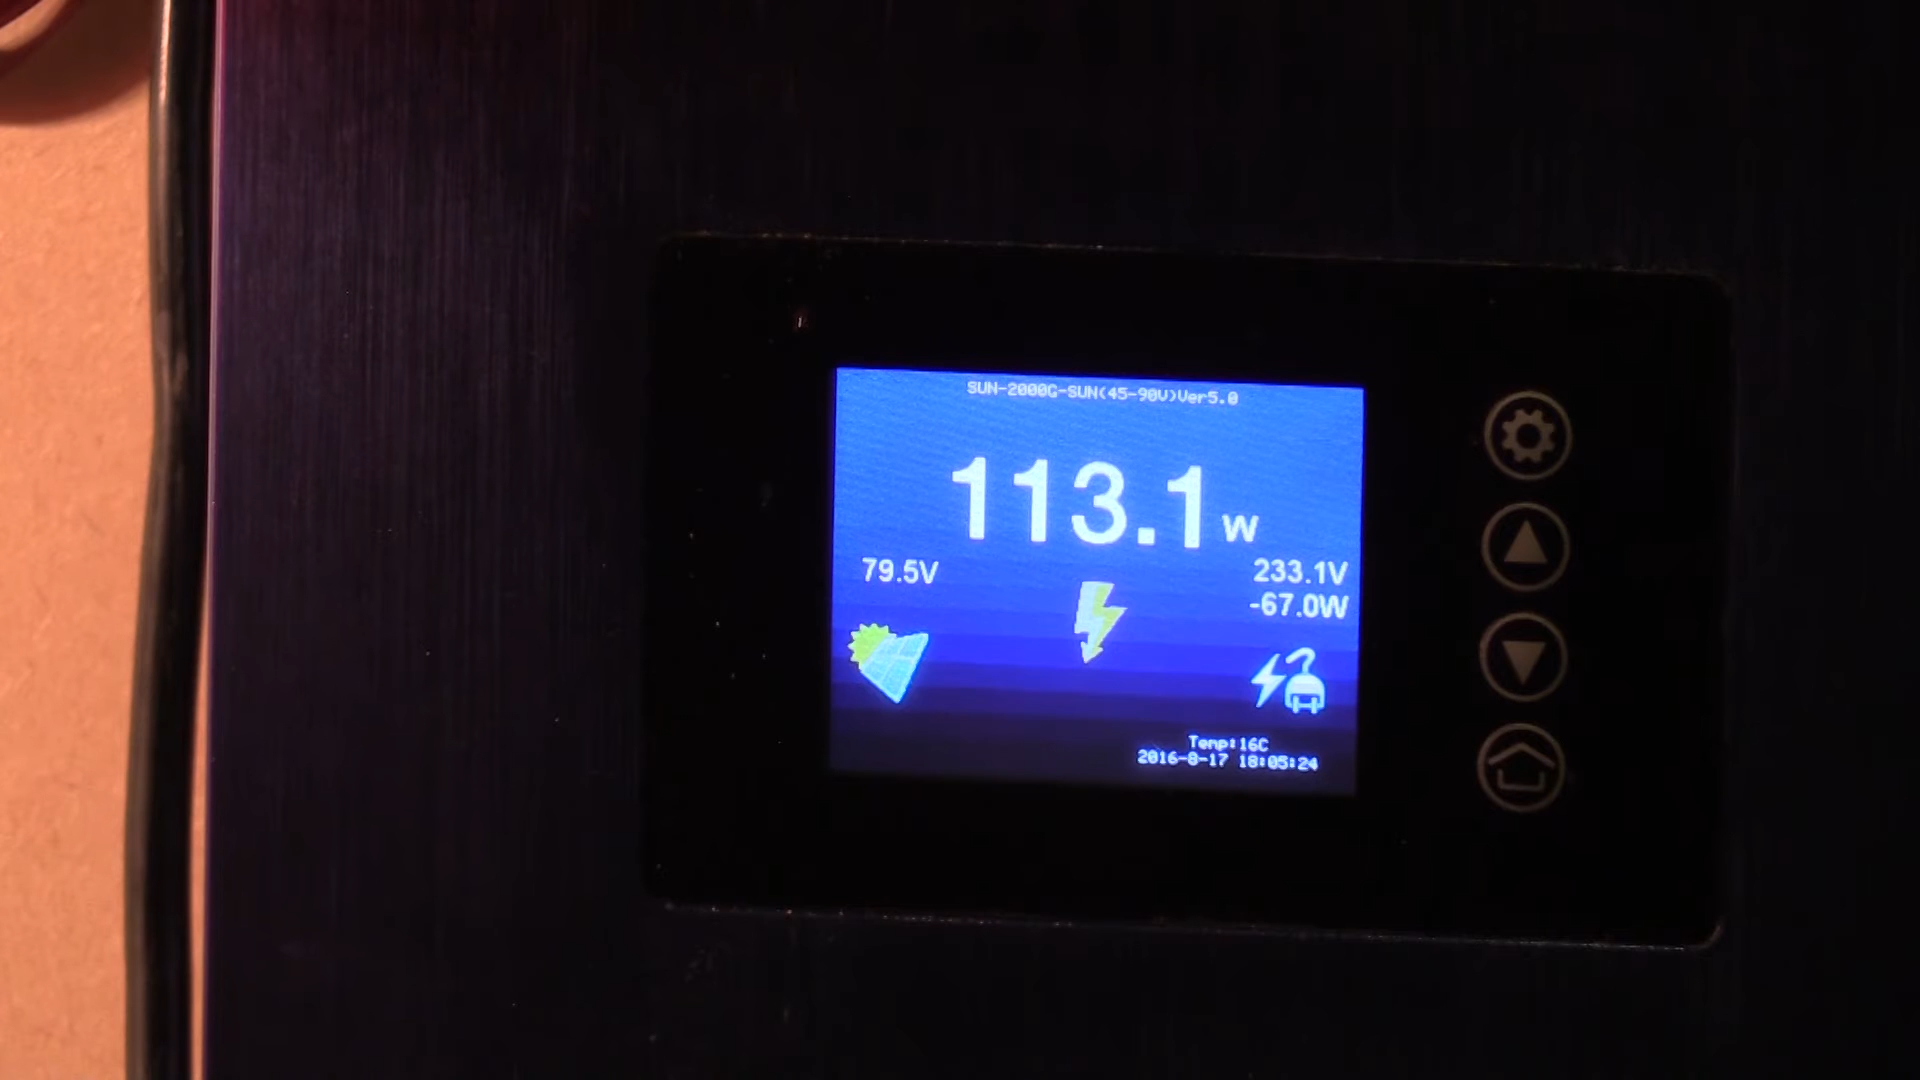 SUN-2000G-SUN(45-90V)Ver5.0
113.1 W
79.5V
233.1V
-67.0W
Temp:16C
2016-8-17 18:05:24